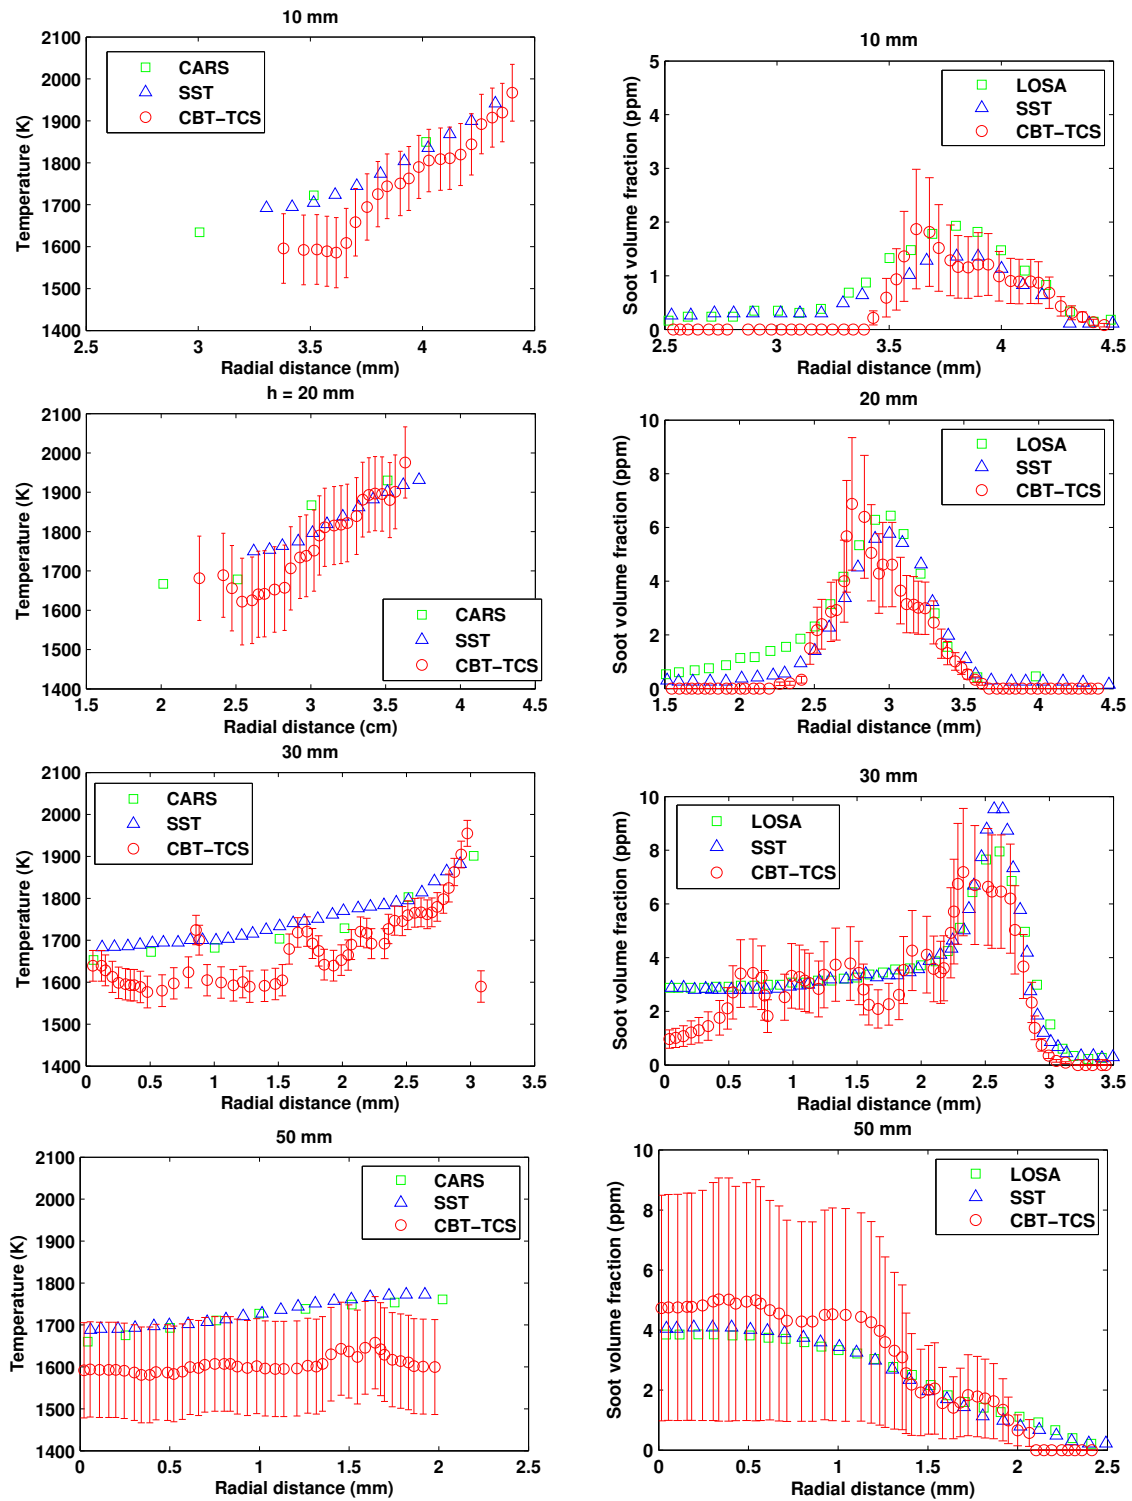 10 mm
2100
2000
1900
1800
1700
1600
1500
1400
Temperature (K)
CARS
SST
CBT−TCS
2.5 3 3.5 4 4.5
Radial distance (mm)
10 mm
5
4
3
2
1
0
Soot volume fraction (ppm)
LOSA
SST
CBT−TCS
2.5 3 3.5 4 4.5
Radial distance (mm)
h = 20 mm
2100
2000
1900
1800
1700
1600
1500
1400
Temperature (K)
CARS
SST
CBT−TCS
1.5 2 2.5 3 3.5 4 4.5
Radial distance (cm)
20 mm
10
8
6
4
2
0
Soot volume fraction (ppm)
LOSA
SST
CBT−TCS
1.5 2 2.5 3 3.5 4 4.5
Radial distance (mm)
30 mm
2100
2000
1900
1800
1700
1600
1500
1400
Temperature (K)
CARS
SST
CBT−TCS
0 0.5 1 1.5 2 2.5 3 3.5
Radial distance (mm)
30 mm
10
8
6
4
2
0
Soot volume fraction (ppm)
LOSA
SST
CBT−TCS
0 0.5 1 1.5 2 2.5 3 3.5
Radial distance (mm)
50 mm
2100
2000
1900
1800
1700
1600
1500
1400
Temperature (K)
CARS
SST
CBT−TCS
0 0.5 1 1.5 2 2.5
Radial distance (mm)
50 mm
10
8
6
4
2
0
Soot volume fraction (ppm)
LOSA
SST
CBT−TCS
0 0.5 1 1.5 2 2.5
Radial distance (mm)